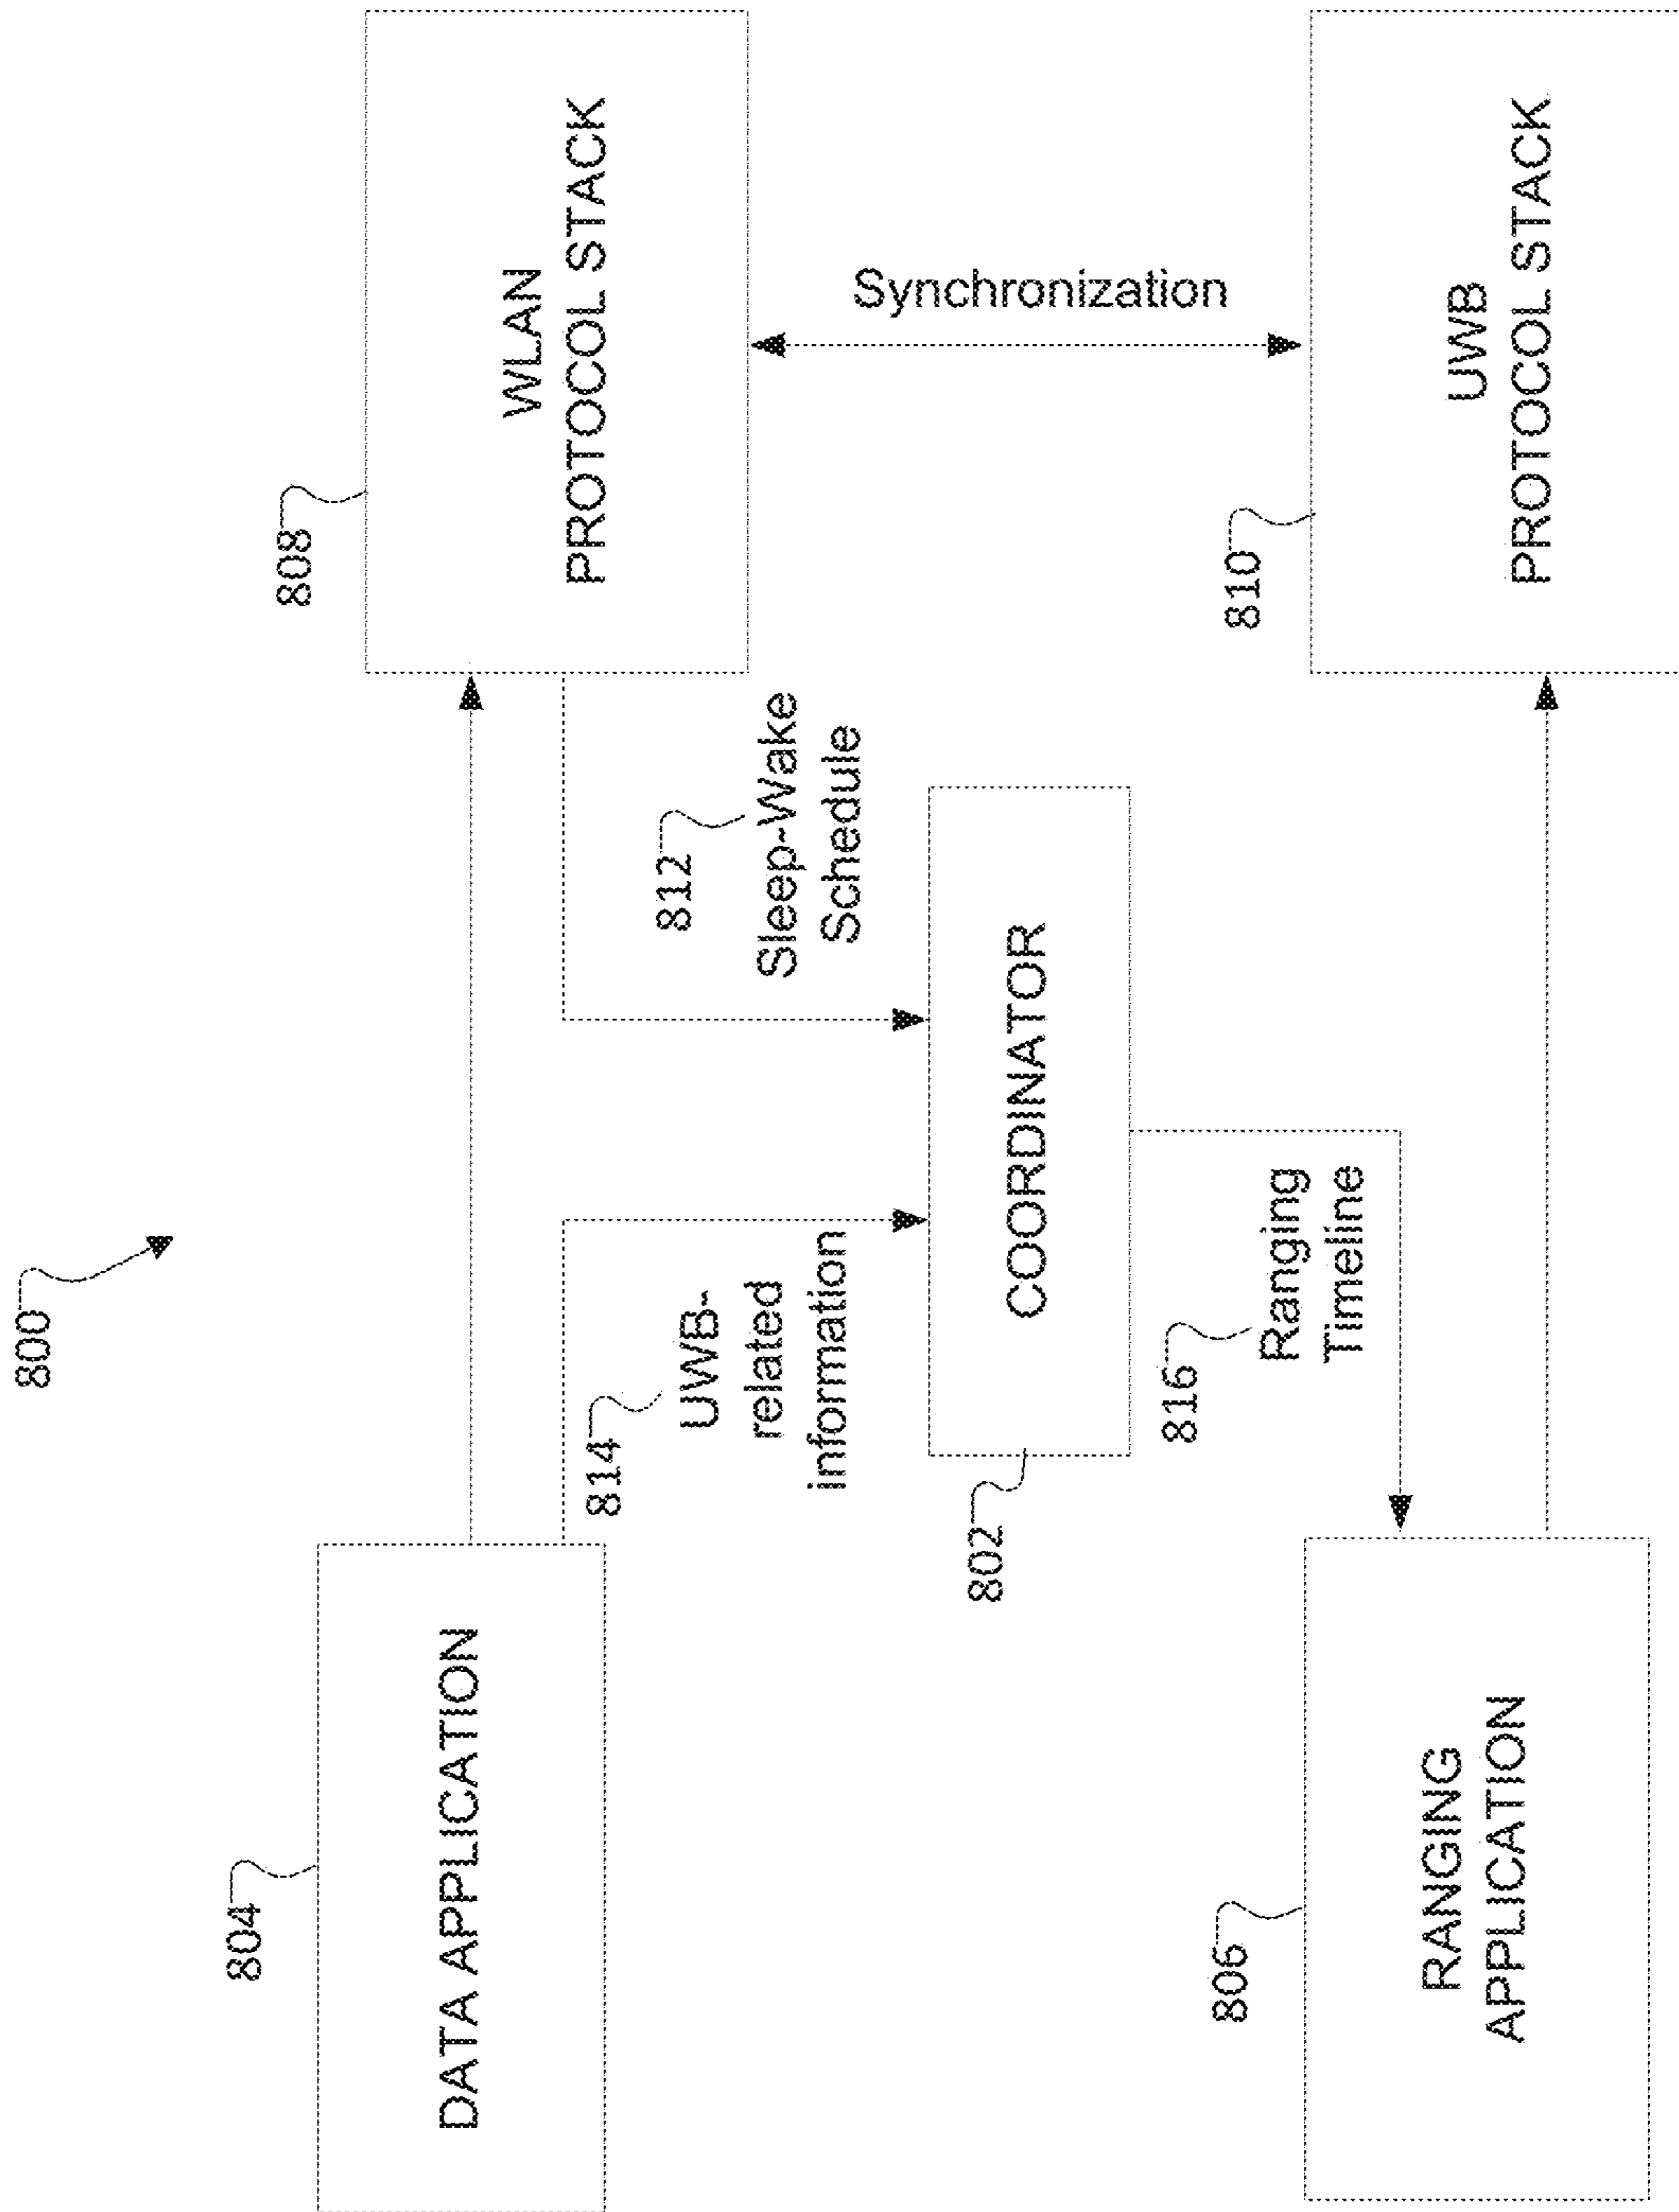 800
804
DATA APPLICATION
808
WLAN
PROTOCOL STACK
814
UWB-
related
information
812
Sleep-Wake
Schedule
Synchronization
802
COORDINATOR
816
Ranging
Timeline
806
RANGING
APPLICATION
810
UWB
PROTOCOL STACK